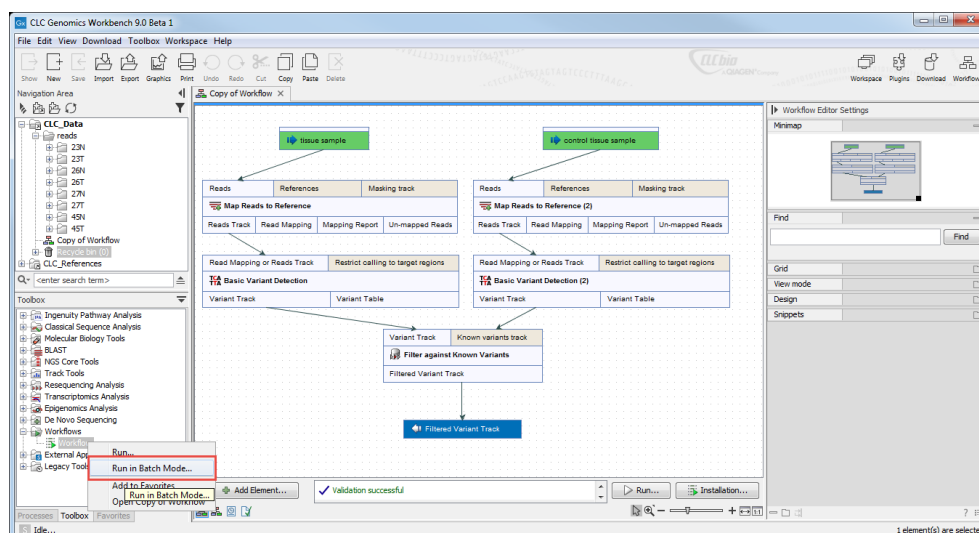 CLC Genomics Workbench 9.0 Beta 1
File Edit View Download Toolbox Workspace Help
Show New Save Import Export Graphics Print Undo Redo Cut Copy Paste Delete
CLC bio
Workspace Plugins Download Workflow
Navigation Area
CLC_Data
reads
23N
23T
26N
26T
27N
27T
45N
45T
Copy of Workflow
Recycle bin (0)
CLC_References
<enter search term>
Toolbox
Ingenuity Pathway Analysis
Classical Sequence Analysis
Molecular Biology Tools
BLAST
NGS Core Tools
Track Tools
Resequencing Analysis
Transcriptomics Analysis
Epigenomics Analysis
De Novo Sequencing
Workflows
Workflow
External App
Legacy Tools
Run...
Run in Batch Mode...
Add to Favorites
Run in Batch Mode...
Open Copy of Workflow
Processes Toolbox Favorites
Idle...
Copy of Workflow
tissue sample
control tissue sample
Reads References Masking track
Map Reads to Reference
Reads Track Read Mapping Mapping Report Un-mapped Reads
Reads References Masking track
Map Reads to Reference (2)
Reads Track Read Mapping Mapping Report Un-mapped Reads
Read Mapping or Reads Track Restrict calling to target regions
Basic Variant Detection
Variant Track Variant Table
Read Mapping or Reads Track Restrict calling to target regions
Basic Variant Detection (2)
Variant Track Variant Table
Variant Track Known variants track
Filter against Known Variants
Filtered Variant Track
Filtered Variant Track
Add Element...
Validation successful
Run...
Installation...
Workflow Editor Settings
Minimap
Find
Find
Grid
View mode
Design
Snippets
1 element(s) are selecte